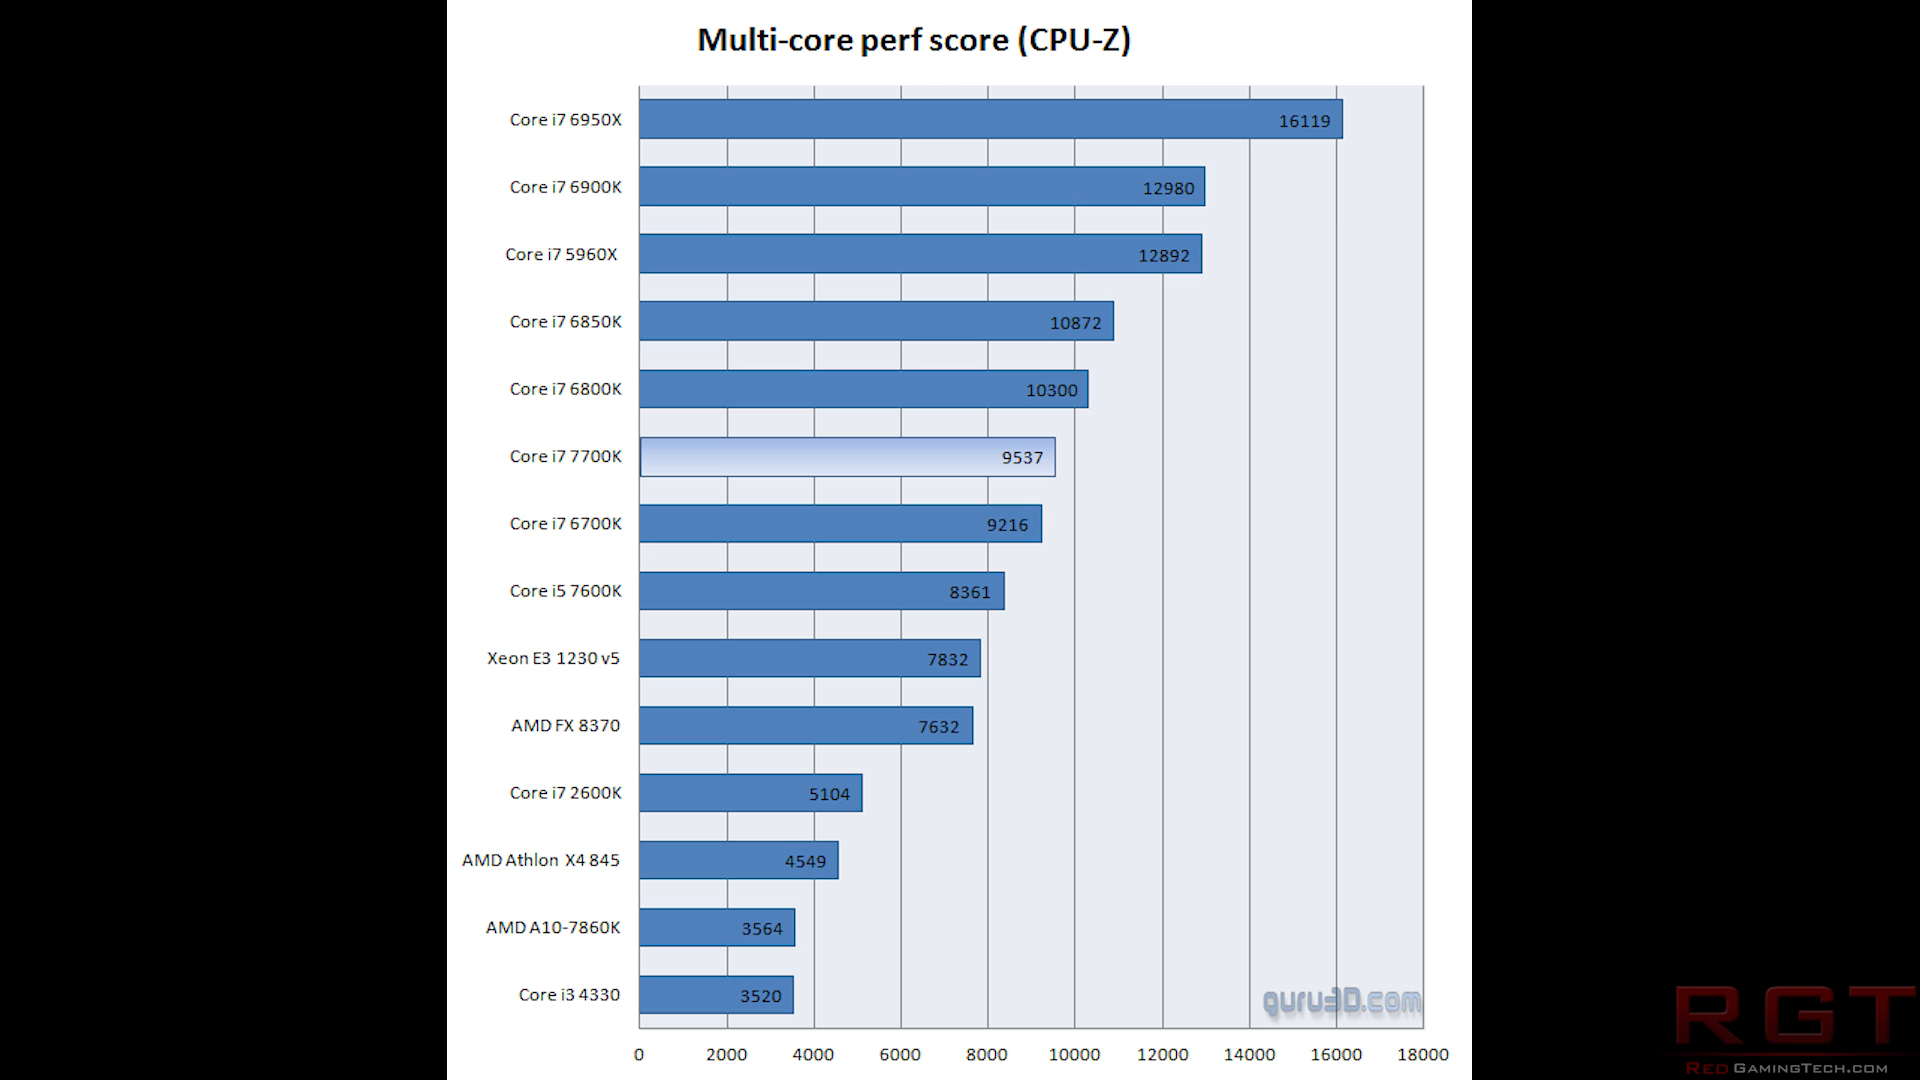 Multi-core perf score (CPU-Z)
Core i7 6950X 16119
Core i7 6900K 12980
Core i7 5960X 12892
Core i7 6850K 10872
Core i7 6800K 10300
Core i7 7700K 9537
Core i7 6700K 9216
Core i5 7600K 8361
Xeon E3 1230 v5 7832
AMD FX 8370 7632
Core i7 2600K 5104
AMD Athlon X4 845 4549
AMD A10-7860K 3564
Core i3 4330 3520
guru3D.com
0 2000 4000 6000 8000 10000 12000 14000 16000 18000
RGT
RedGamingTech.com